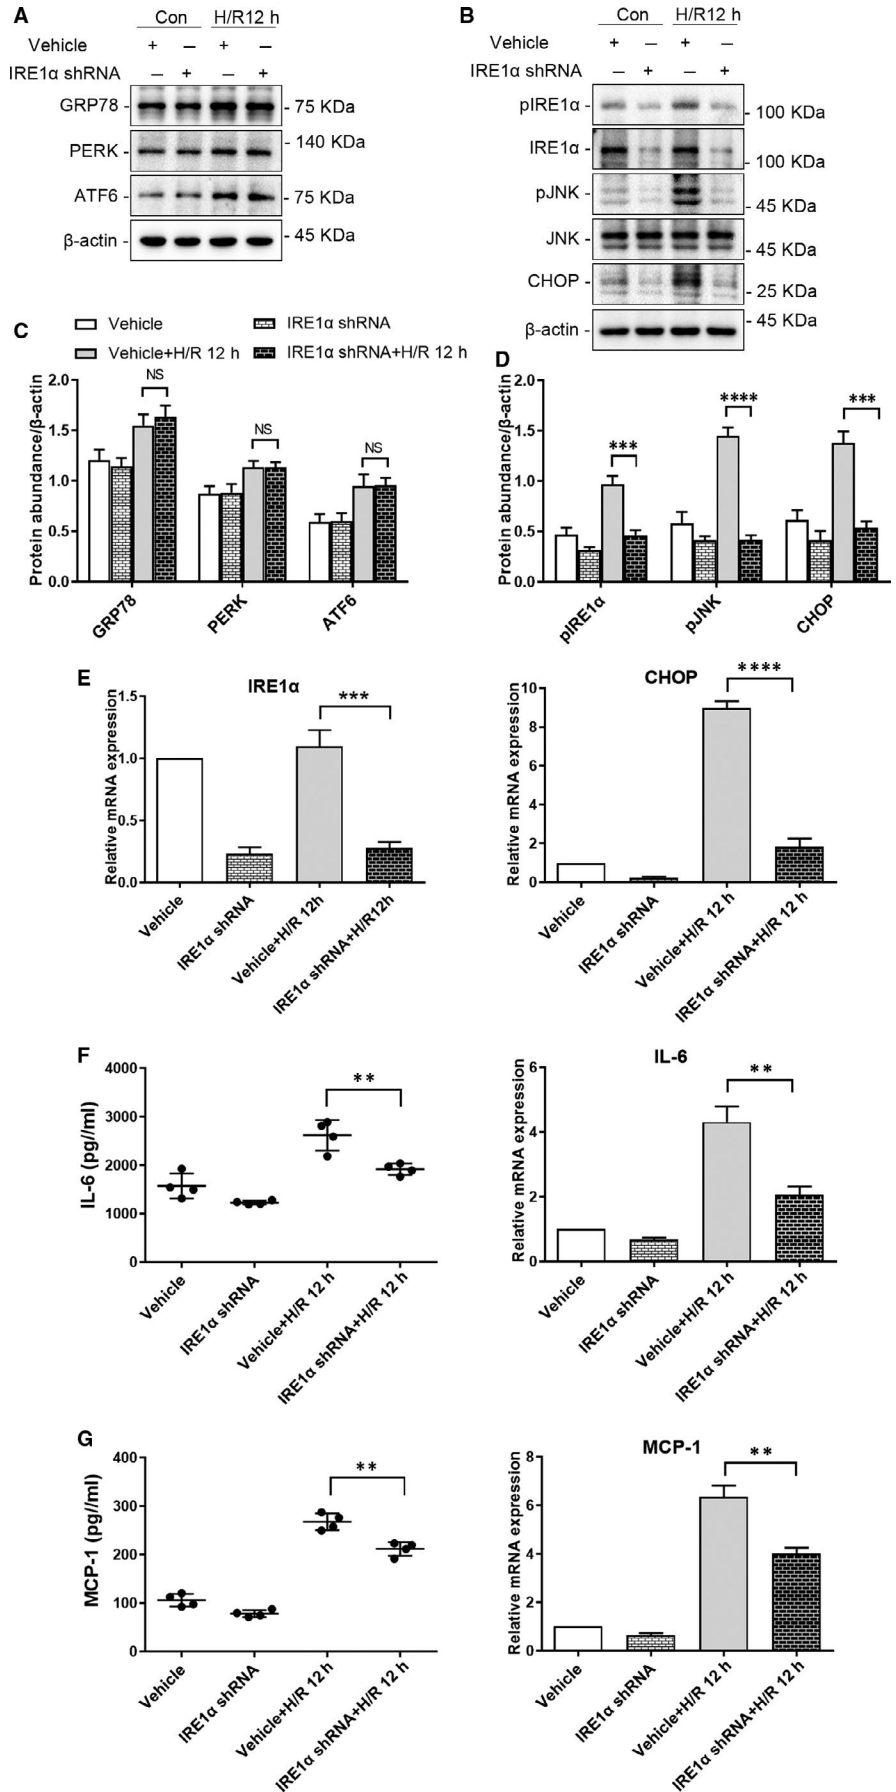 A
Con H/R12 h
Vehicle + – + –
IRE1α shRNA – + – +
GRP78 - - 75 KDa
PERK - - 140 KDa
ATF6 - - 75 KDa
β-actin - - 45 KDa
B
Con H/R12 h
Vehicle + – + –
IRE1α shRNA – + – +
pIRE1α - - 100 KDa
IRE1α - - 100 KDa
pJNK - - 45 KDa
JNK - - 45 KDa
CHOP - - 25 KDa
β-actin - - 45 KDa
C
Vehicle IRE1α shRNA
Vehicle+H/R 12 h IRE1α shRNA+H/R 12 h
Protein abundance/β-actin
2.0
1.5
1.0
0.5
0.0
NS
NS
NS
GRP78 PERK ATF6
D
Protein abundance/β-actin
2.0
1.5
1.0
0.5
0.0
***
****
***
pIRE1α pJNK CHOP
E
IRE1α
Relative mRNA expression
1.5
1.0
0.5
0.0
***
Vehicle
IRE1α shRNA
Vehicle+H/R 12h
IRE1α shRNA+H/R12h
CHOP
Relative mRNA expression
10
8
6
4
2
0
****
Vehicle
IRE1α shRNA
Vehicle+H/R 12 h
IRE1α shRNA+H/R 12 h
F
IL-6 (pg//ml)
4000
3000
2000
1000
0
**
Vehicle
IRE1α shRNA
Vehicle+H/R 12 h
IRE1α shRNA+H/R 12 h
IL-6
Relative mRNA expression
6
4
2
0
**
Vehicle
IRE1α shRNA
Vehicle+H/R 12 h
IRE1α shRNA+H/R 12 h
G
MCP-1 (pg//ml)
400
300
200
100
0
**
Vehicle
IRE1α shRNA
Vehicle+H/R 12 h
IRE1α shRNA+H/R 12 h
MCP-1
Relative mRNA expression
8
6
4
2
0
**
Vehicle
IRE1α shRNA
Vehicle+H/R 12 h
IRE1α shRNA+H/R 12 h